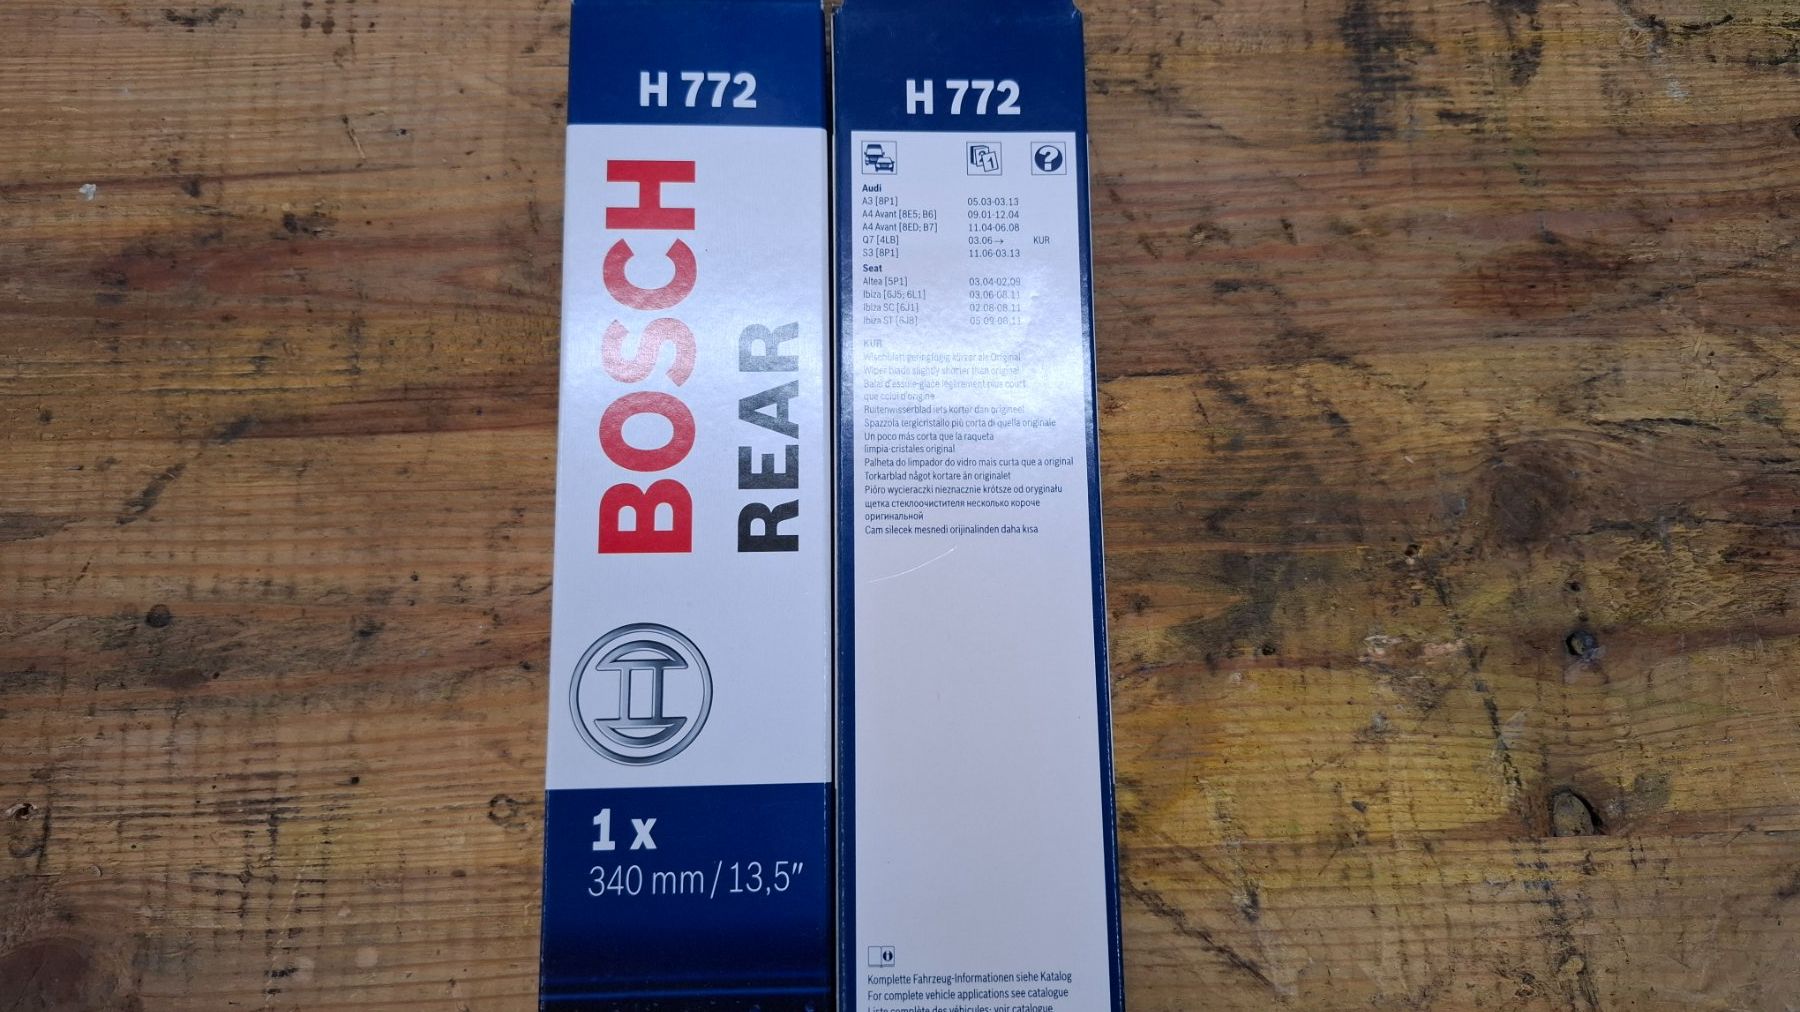 H 772
BOSCH
REAR
1 x
340 mm / 13,5"
H 772
Audi
A3 [8P1] 05.03-03.13
A4 Avant [8E5; B6] 09.01-12.04
A4 Avant [8ED; B7] 11.04-06.08
Q7 [4LB] 03.06 → KUR
S3 [8P1] 11.06-03.13
Seat
Altea [5P1] 03.04-02.09
Ibiza [6J5; 6L1] 03.06-08.11
Ibiza SC [6J1] 02.08-08.11
Ibiza ST [6J8] 05.09-08.11
KUR
Wischblatt geringfügig kürzer als Original
Wiper blade slightly shorter than original
Balai d'essuie-glace légèrement plus court
que celui d'origine
Ruitenwisserblad iets korter dan origineel
Spazzola tergicristallo più corta di quella originale
Un poco más corta que la raqueta
limpia-cristales original
Palheta do limpador do vidro mais curta que a original
Torkarblad något kortare än originalet
Pióro wycieraczki nieznacznie krótsze od oryginału
щетка стеклоочистителя несколько короче
оригинальной
Cam silecek mesnedi orijinalinden daha kısa
Komplette Fahrzeug-Informationen siehe Katalog
For complete vehicle applications see catalogue
Liste complète des véhicules: voir catalogue